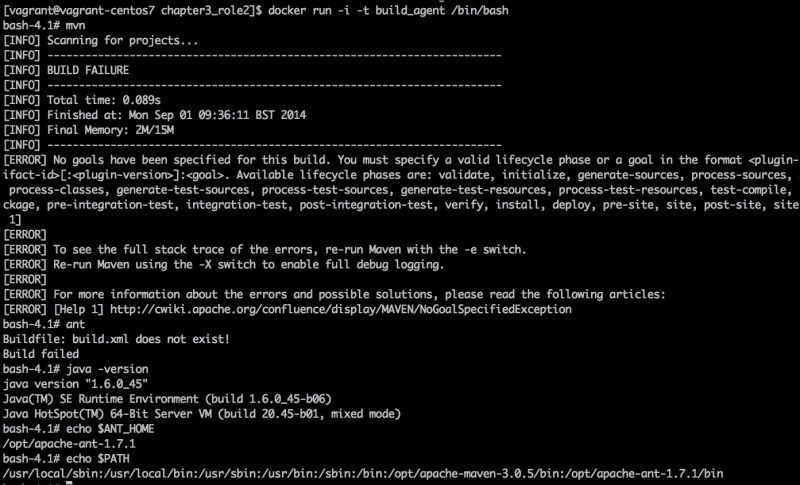 [vagrant@vagrant-centos7 chapter3_role2]$ docker run -i -t build_agent /bin/bash
bash-4.1# mvn
[INFO] Scanning for projects...
[INFO] ------------------------------------------------------------------------
[INFO] BUILD FAILURE
[INFO] ------------------------------------------------------------------------
[INFO] Total time: 0.089s
[INFO] Finished at: Mon Sep 01 09:36:11 BST 2014
[INFO] Final Memory: 2M/15M
[INFO] ------------------------------------------------------------------------
[ERROR] No goals have been specified for this build. You must specify a valid lifecycle phase or a goal in the format <plugin-
ifact-id>[:<plugin-version>]:<goal>. Available lifecycle phases are: validate, initialize, generate-sources, process-sources,
process-classes, generate-test-sources, process-test-sources, generate-test-resources, process-test-resources, test-compile,
ckage, pre-integration-test, integration-test, post-integration-test, verify, install, deploy, pre-site, site, post-site, site
1]
[ERROR]
[ERROR] To see the full stack trace of the errors, re-run Maven with the -e switch.
[ERROR] Re-run Maven using the -X switch to enable full debug logging.
[ERROR]
[ERROR] For more information about the errors and possible solutions, please read the following articles:
[ERROR] [Help 1] http://cwiki.apache.org/confluence/display/MAVEN/NoGoalSpecifiedException
bash-4.1# ant
Buildfile: build.xml does not exist!
Build failed
bash-4.1# java -version
java version "1.6.0_45"
Java(TM) SE Runtime Environment (build 1.6.0_45-b06)
Java HotSpot(TM) 64-Bit Server VM (build 20.45-b01, mixed mode)
bash-4.1# echo $ANT_HOME
/opt/apache-ant-1.7.1
bash-4.1# echo $PATH
/usr/local/sbin:/usr/local/bin:/usr/sbin:/usr/bin:/sbin:/bin:/opt/apache-maven-3.0.5/bin:/opt/apache-ant-1.7.1/bin
bash-4.1#